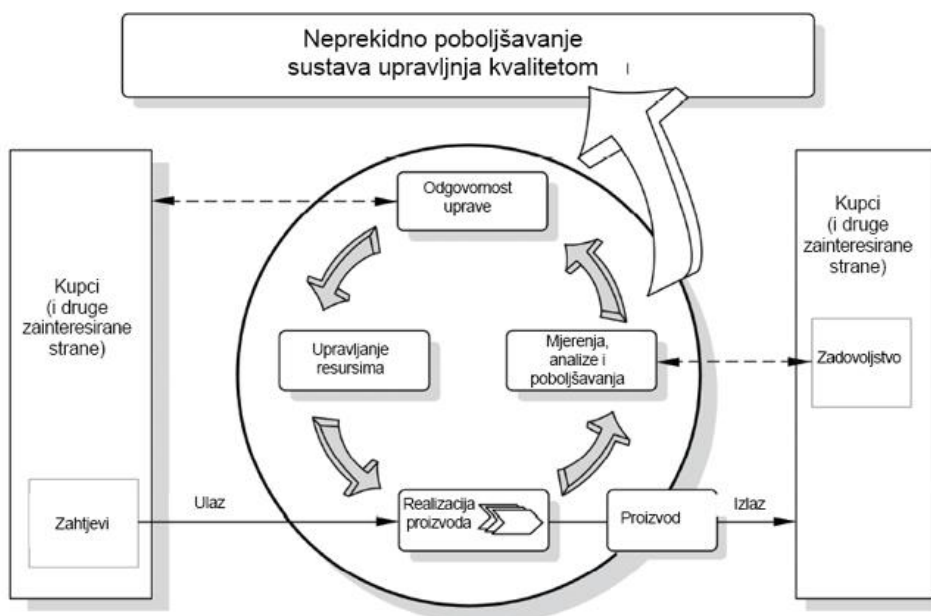 Neprekidno poboljšavanje
sustava upravljnja kvalitetom
Odgovornost
uprave
Kupci
(i druge
zainteresirane
strane)
Kupci
(i druge
zainteresirane
strane)
Upravljanje
resursima
Mjerenja,
analize i
poboljšavanja
Zadovoljstvo
Zahtjevi
Ulaz
Realizacija
proizvoda
Proizvod
Izlaz